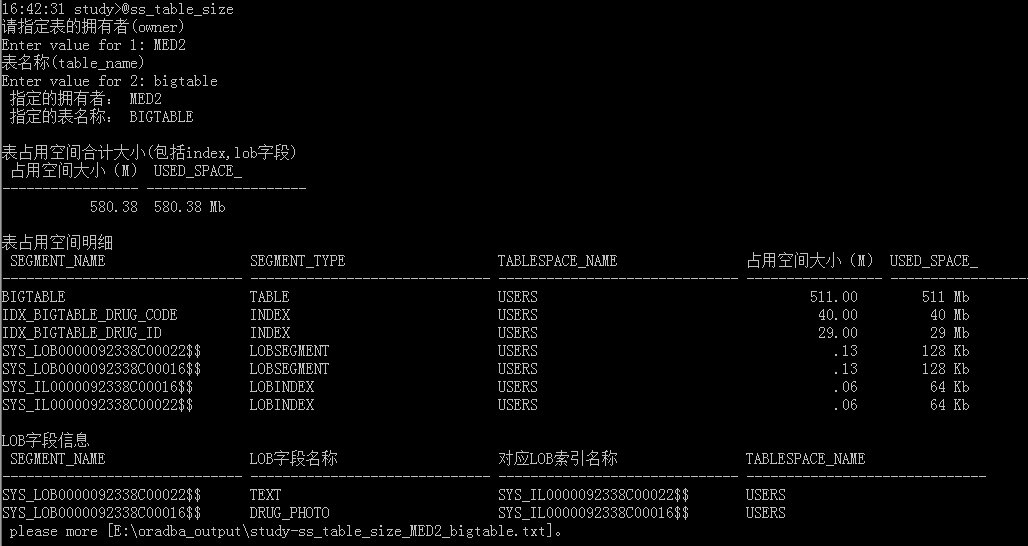 16:42:31 study>@ss_table_size
请指定表的拥有者(owner)
Enter value for 1: MED2
表名称(table_name)
Enter value for 2: bigtable
指定的拥有者: MED2
指定的表名称: BIGTABLE
表占用空间合计大小(包括index,lob字段)
占用空间大小（M） USED_SPACE_
----------------- --------------------
580.38 580.38 Mb
表占用空间明细
SEGMENT_NAME SEGMENT_TYPE TABLESPACE_NAME 占用空间大小（M） USED_SPACE_
------------------------------ ------------------------------ ------------------------------ ----------------- --------------------
BIGTABLE TABLE USERS 511.00 511 Mb
IDX_BIGTABLE_DRUG_CODE INDEX USERS 40.00 40 Mb
IDX_BIGTABLE_DRUG_ID INDEX USERS 29.00 29 Mb
SYS_LOB0000092338C00022$$ LOBSEGMENT USERS .13 128 Kb
SYS_LOB0000092338C00016$$ LOBSEGMENT USERS .13 128 Kb
SYS_IL0000092338C00016$$ LOBINDEX USERS .06 64 Kb
SYS_IL0000092338C00022$$ LOBINDEX USERS .06 64 Kb
LOB字段信息
SEGMENT_NAME LOB字段名称 对应LOB索引名称 TABLESPACE_NAME
------------------------------ ------------------------------ ------------------------------ ------------------------------
SYS_LOB0000092338C00022$$ TEXT SYS_IL0000092338C00022$$ USERS
SYS_LOB0000092338C00016$$ DRUG_PHOTO SYS_IL0000092338C00016$$ USERS
please more [E:\oradba_output\study-ss_table_size_MED2_bigtable.txt]。